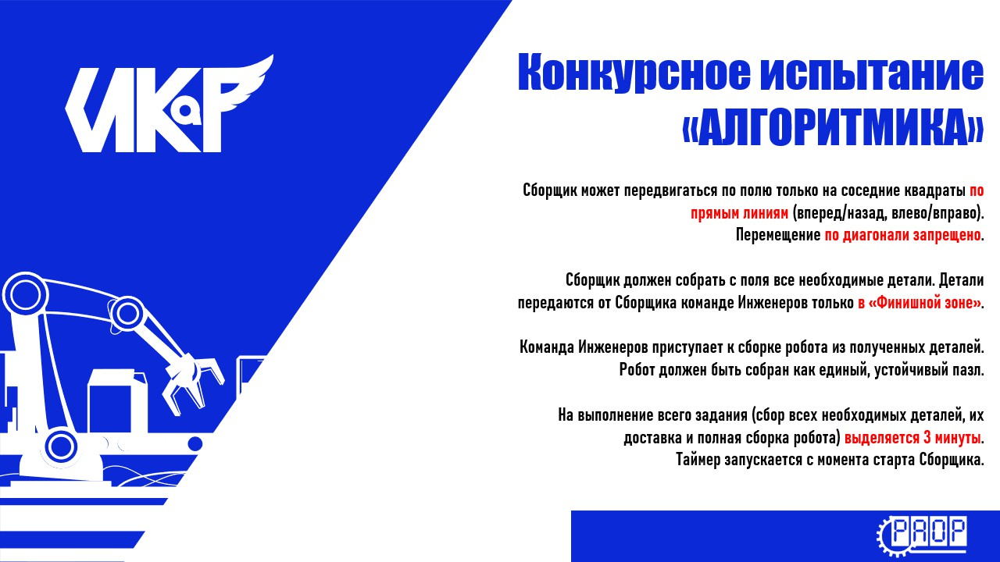 ИКаР
Конкурсное испытание
«АЛГОРИТМИКА»
Сборщик может передвигаться по полю только на соседние квадраты по
прямым линиям (вперед/назад, влево/вправо).
Перемещение по диагонали запрещено.
Сборщик должен собрать с поля все необходимые детали. Детали
передаются от Сборщика команде Инженеров только в «Финишной зоне».
Команда Инженеров приступает к сборке робота из полученных деталей.
Робот должен быть собран как единый, устойчивый пазл.
На выполнение всего задания (сбор всех необходимых деталей, их
доставка и полная сборка робота) выделяется 3 минуты.
Таймер запускается с момента старта Сборщика.
РАОР